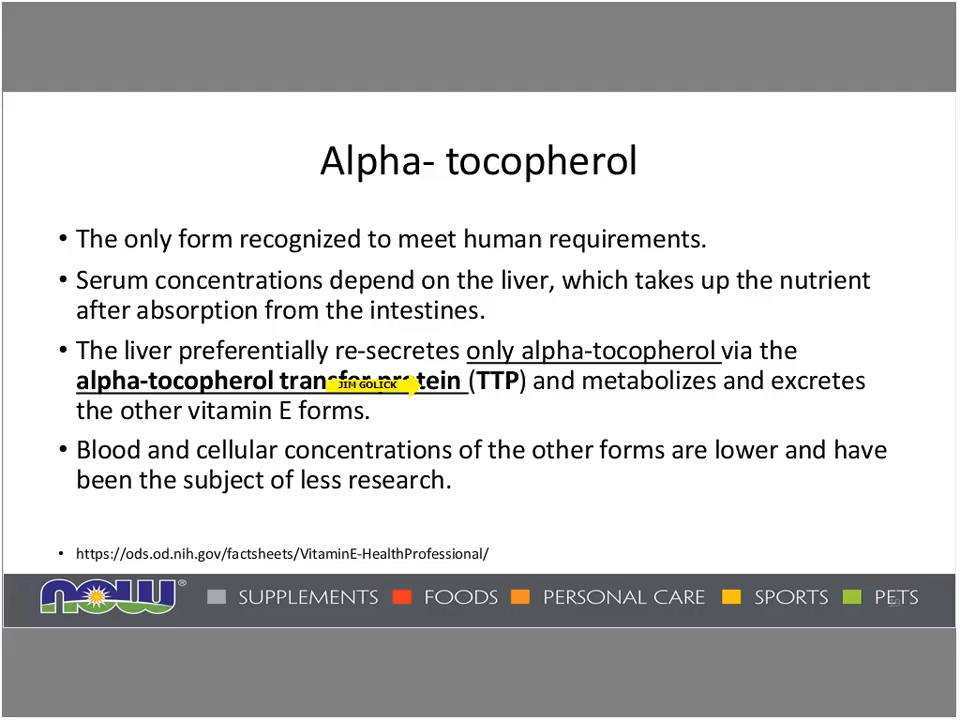 Alpha- tocopherol
• The only form recognized to meet human requirements.
• Serum concentrations depend on the liver, which takes up the nutrient
after absorption from the intestines.
• The liver preferentially re-secretes only alpha-tocopherol via the
alpha-tocopherol transfer protein (TTP) and metabolizes and excretes
JIM GOLICK
the other vitamin E forms.
• Blood and cellular concentrations of the other forms are lower and have
been the subject of less research.
• https://ods.od.nih.gov/factsheets/VitaminE-HealthProfessional/
NOW® SUPPLEMENTS FOODS PERSONAL CARE SPORTS PETS